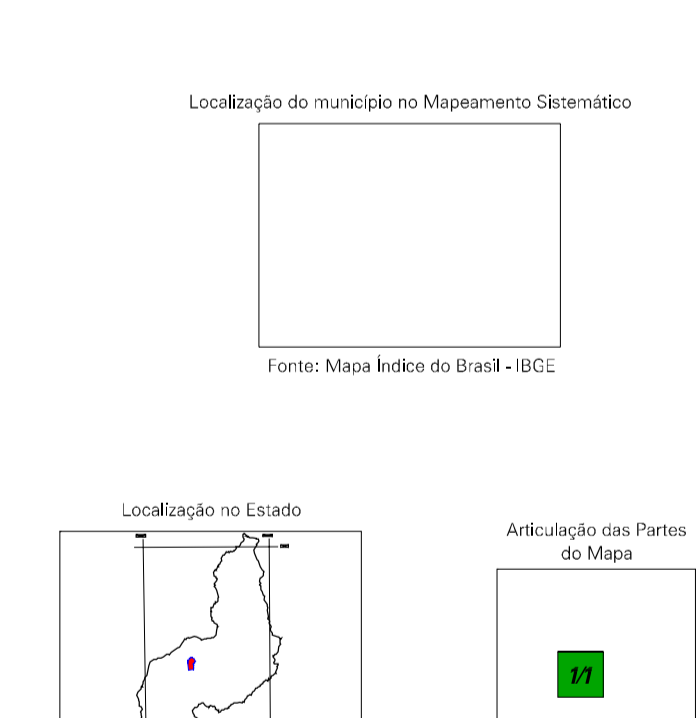 Localização do município no Mapeamento Sistemático
Fonte: Mapa Índice do Brasil - IBGE
Localização no Estado
Articulação das Partes
do Mapa
1/1